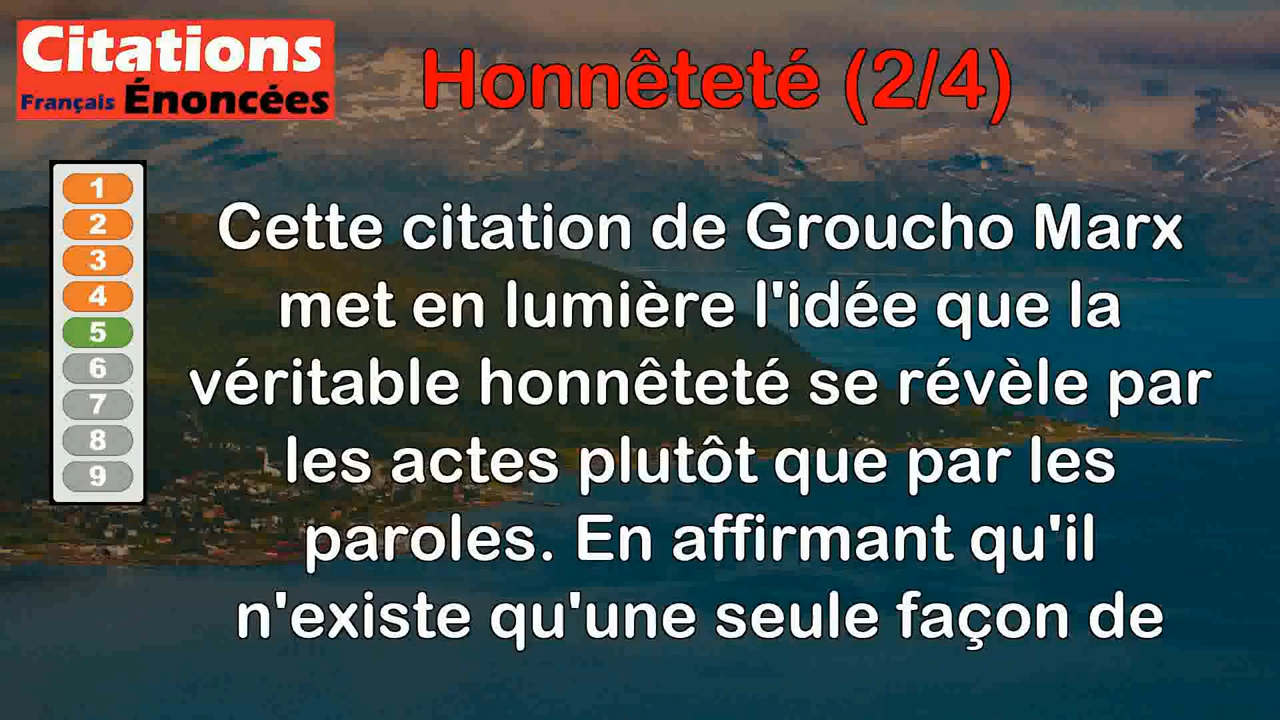 Citations
Français Énoncées
Honnêteté (2/4)
1
2
3
4
5
6
7
8
9
Cette citation de Groucho Marx
met en lumière l'idée que la
véritable honnêteté se révèle par
les actes plutôt que par les
paroles. En affirmant qu'il
n'existe qu'une seule façon de